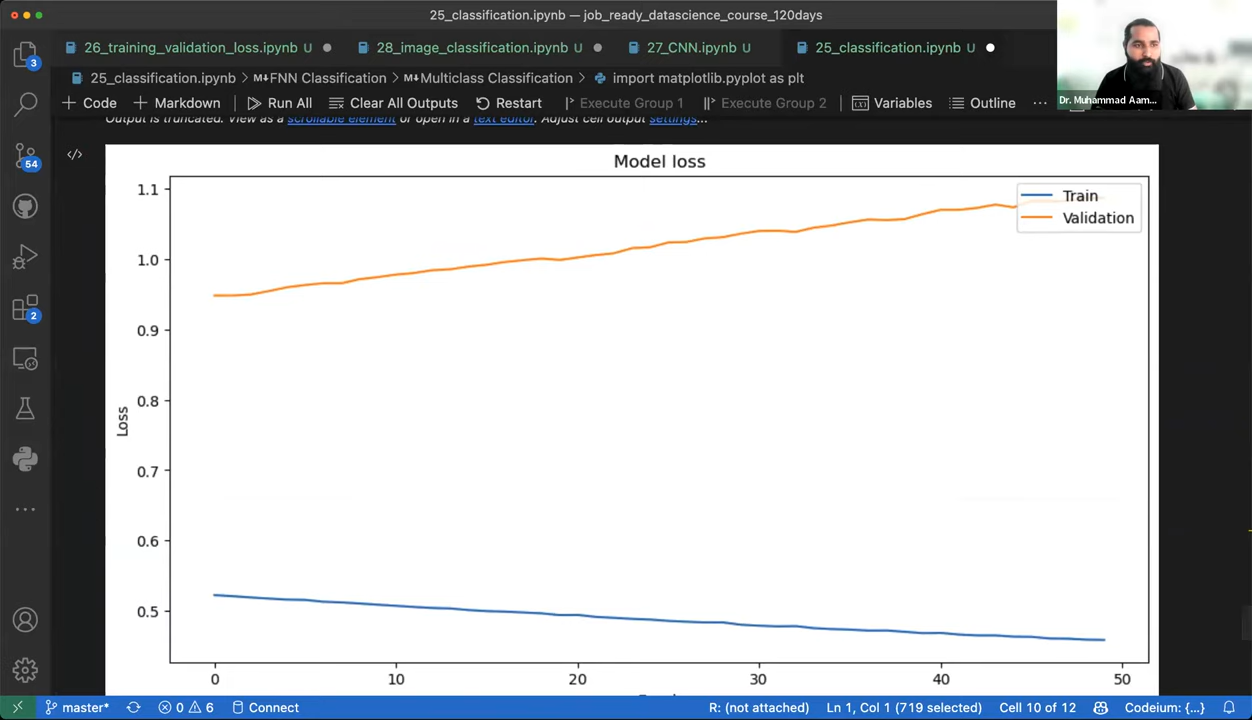 25_classification.ipynb — job_ready_datascience_course_120days
26_training_validation_loss.ipynb U
28_image_classification.ipynb U
27_CNN.ipynb U
25_classification.ipynb U
25_classification.ipynb > M↓FNN Classification > M↓Multiclass Classification > import matplotlib.pyplot as plt
+ Code + Markdown
Run All
Clear All Outputs
Restart
Execute Group 1
Execute Group 2
Variables
Outline
...
Dr. Muhammad Aam...
Output is truncated. View as a scrollable element or open in a text editor. Adjust cell output settings...
3
54
2
Model loss
Train
Validation
Loss
1.1
1.0
0.9
0.8
0.7
0.6
0.5
0 10 20 30 40 50
master*
0 6
Connect
R: (not attached)
Ln 1, Col 1 (719 selected)
Cell 10 of 12
Codeium: {...}